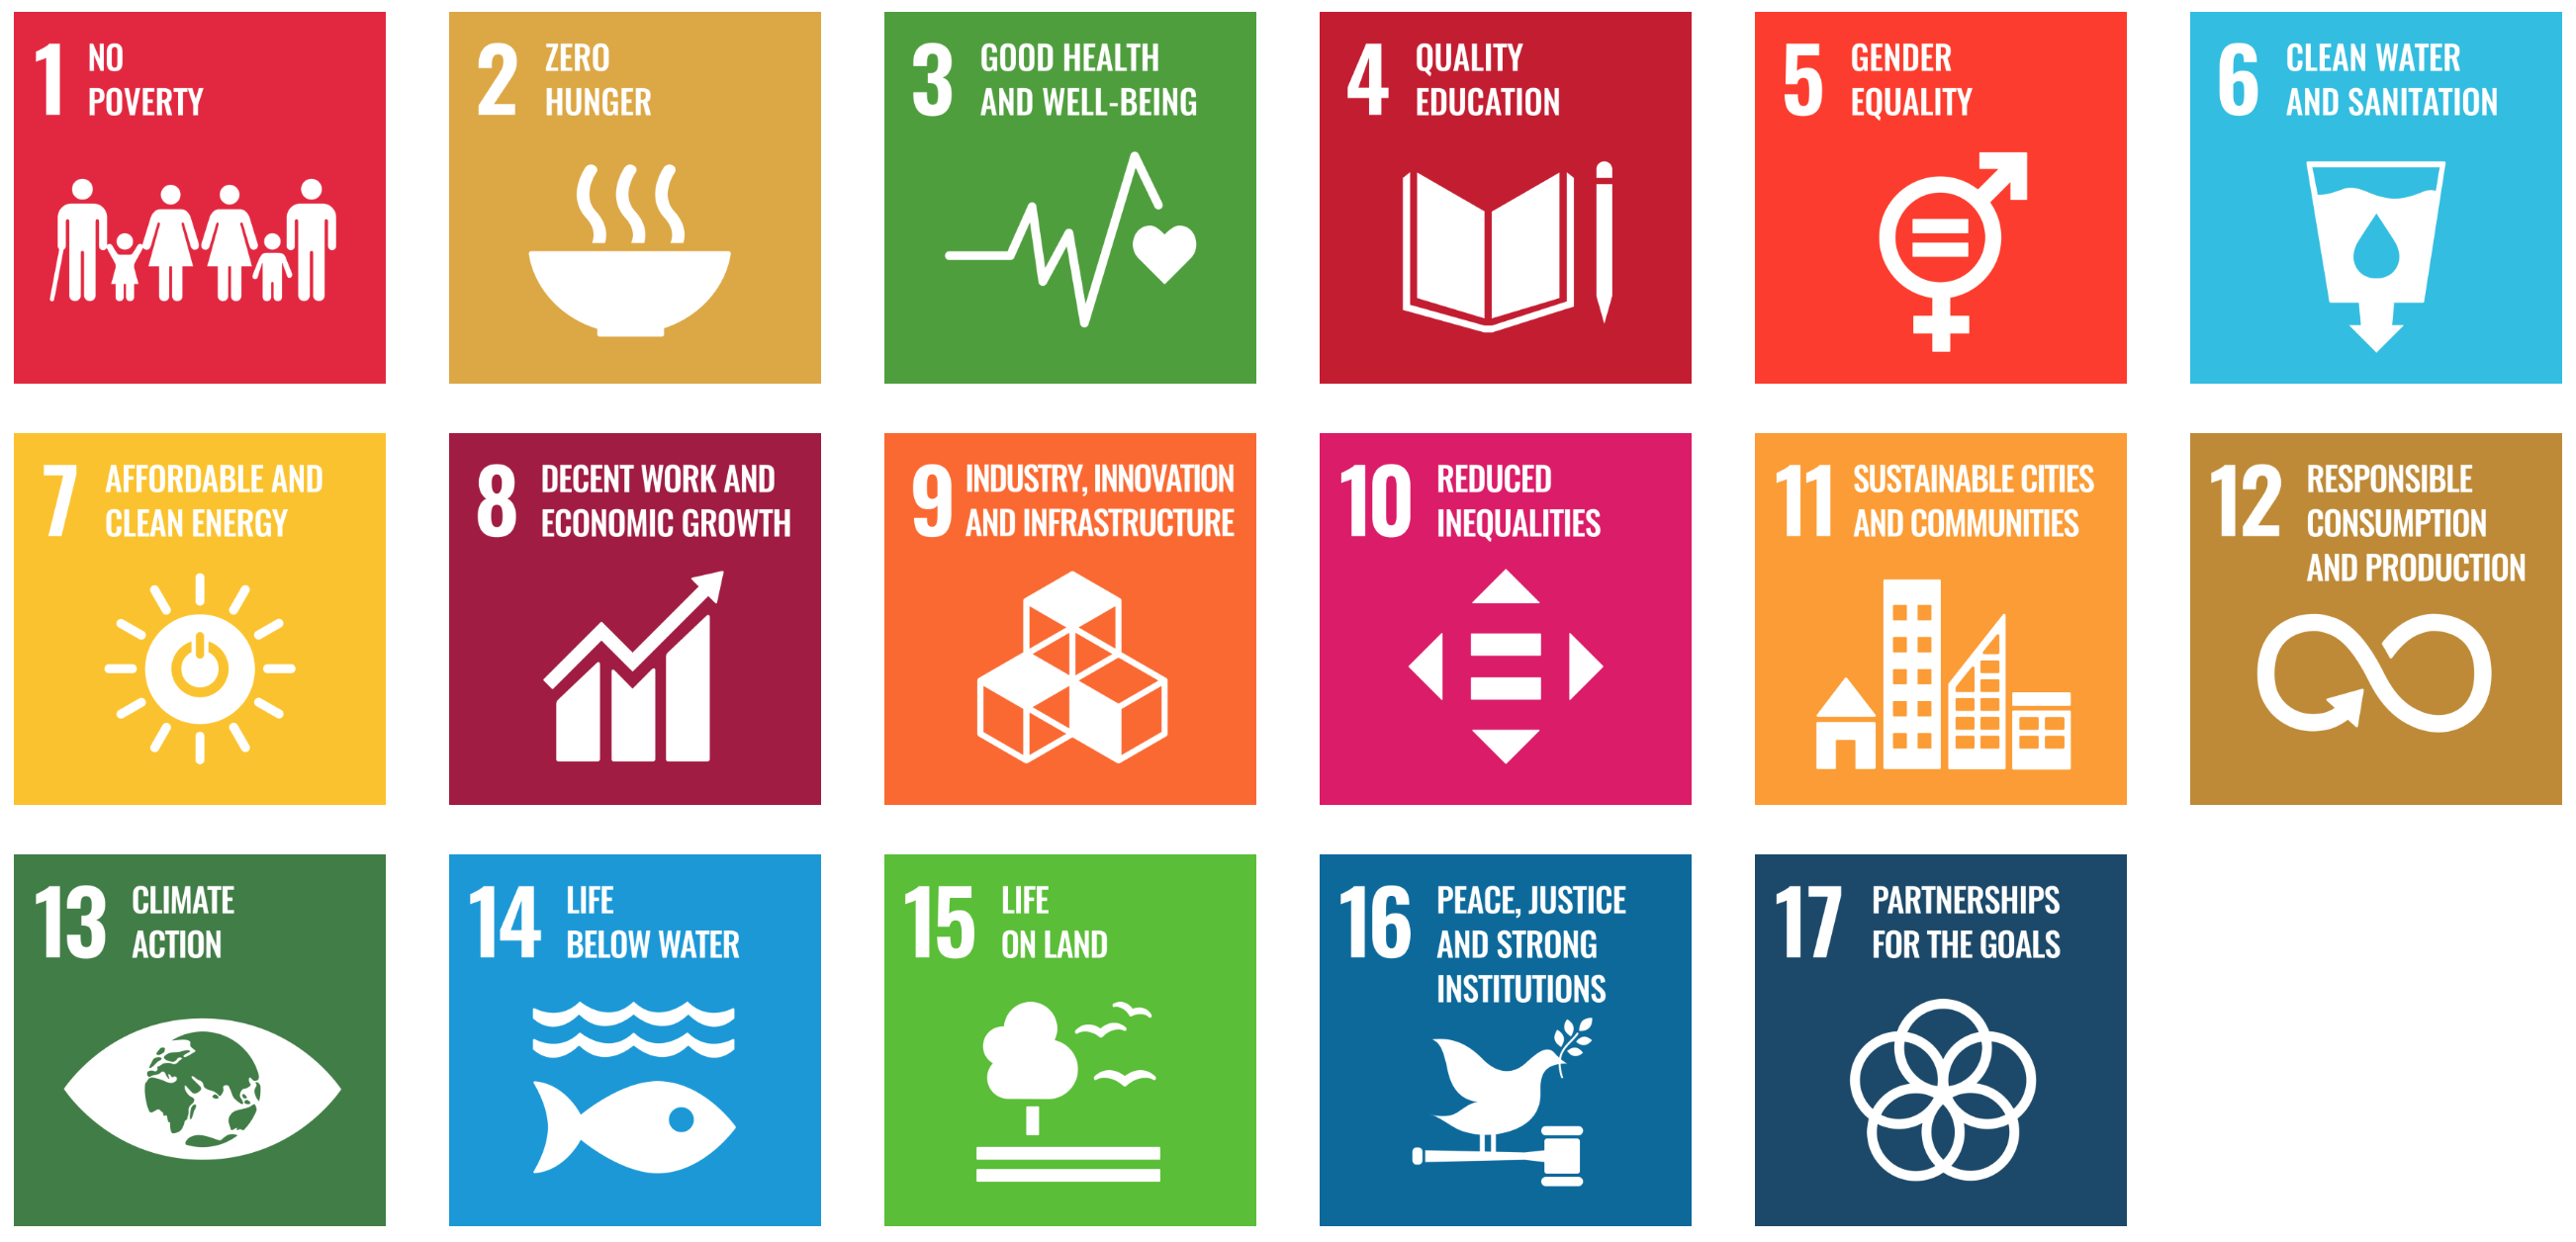 1 NO
POVERTY
2 ZERO
HUNGER
3 GOOD HEALTH
AND WELL-BEING
4 QUALITY
EDUCATION
5 GENDER
EQUALITY
6 CLEAN WATER
AND SANITATION
7 AFFORDABLE AND
CLEAN ENERGY
8 DECENT WORK AND
ECONOMIC GROWTH
9 INDUSTRY, INNOVATION
AND INFRASTRUCTURE
10 REDUCED
INEQUALITIES
11 SUSTAINABLE CITIES
AND COMMUNITIES
12 RESPONSIBLE
CONSUMPTION
AND PRODUCTION
13 CLIMATE
ACTION
14 LIFE
BELOW WATER
15 LIFE
ON LAND
16 PEACE, JUSTICE
AND STRONG
INSTITUTIONS
17 PARTNERSHIPS
FOR THE GOALS